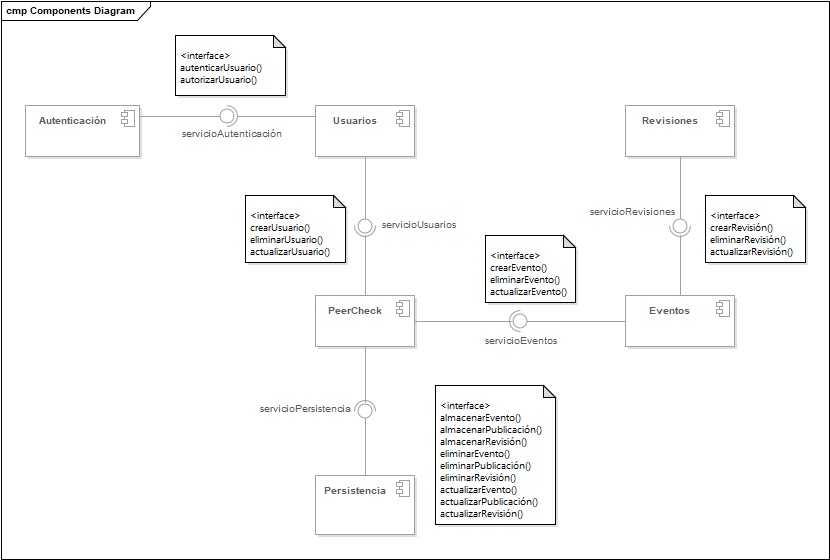 cmp Components Diagram
<interface>
autenticarUsuario()
autorizarUsuario()
Autenticación
servicioAutenticación
Usuarios
Revisiones
<interface>
crearUsuario()
eliminarUsuario()
actualizarUsuario()
servicioUsuarios
servicioRevisiones
<interface>
crearRevisión()
eliminarRevisión()
actualizarRevisión()
<interface>
crearEvento()
eliminarEvento()
actualizarEvento()
PeerCheck
servicioEventos
Eventos
servicioPersistencia
<interface>
almacenarEvento()
almacenarPublicación()
almacenarRevisión()
eliminarEvento()
eliminarPublicación()
eliminarRevisión()
actualizarEvento()
actualizarPublicación()
actualizarRevisión()
Persistencia